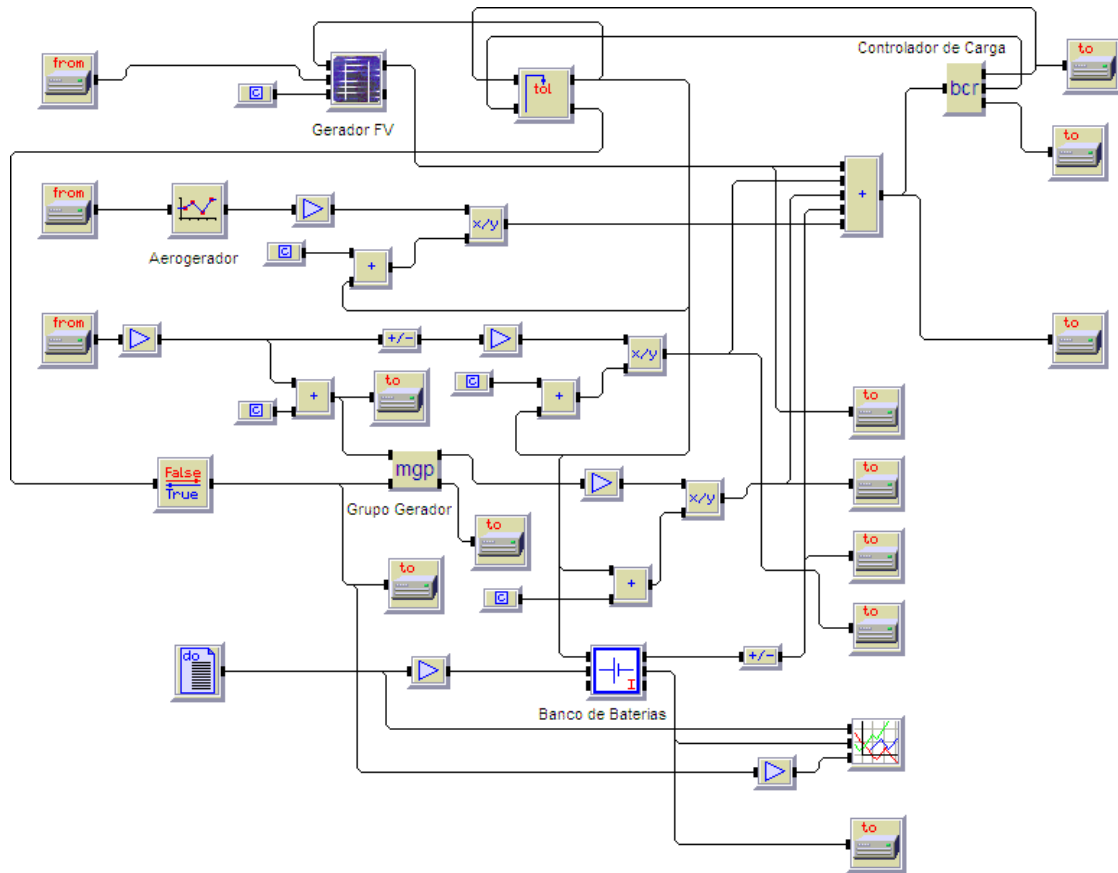 Controlador de Carga
from
to
C
tol
bcr
Gerador FV
to
from
+
x/y
C
+
Aerogerador
from
to
+/-
x/y
C
to
+
C
+
to
mgp
False
True
x/y
to
Grupo Gerador
to
to
to
+
C
to
do
+/-
I
Banco de Baterias
to